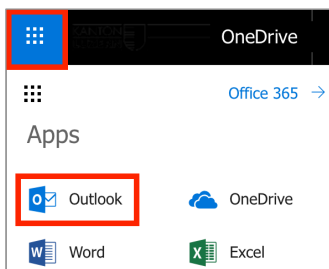 OneDrive
Office 365 →
Apps
Outlook
OneDrive
Word
Excel